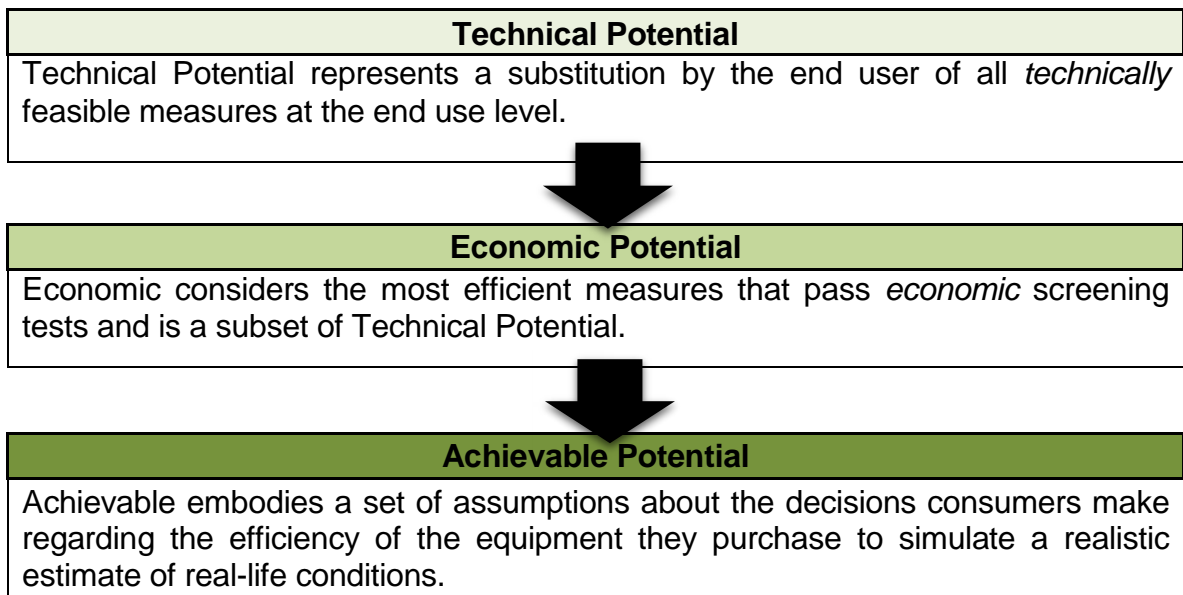 Technical Potential
Technical Potential represents a substitution by the end user of all technically
feasible measures at the end use level.
Economic Potential
Economic considers the most efficient measures that pass economic screening
tests and is a subset of Technical Potential.
Achievable Potential
Achievable embodies a set of assumptions about the decisions consumers make
regarding the efficiency of the equipment they purchase to simulate a realistic
estimate of real-life conditions.